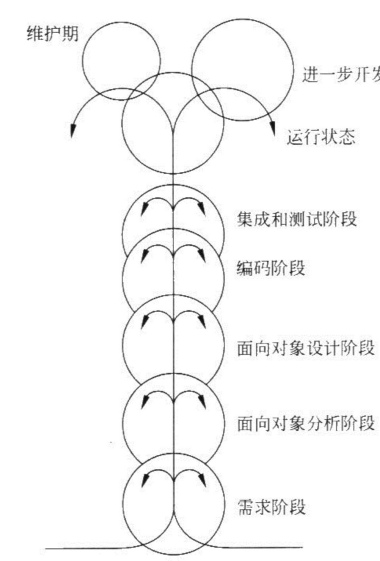 维护期
进一步开发
运行状态
集成和测试阶段
编码阶段
面向对象设计阶段
面向对象分析阶段
需求阶段